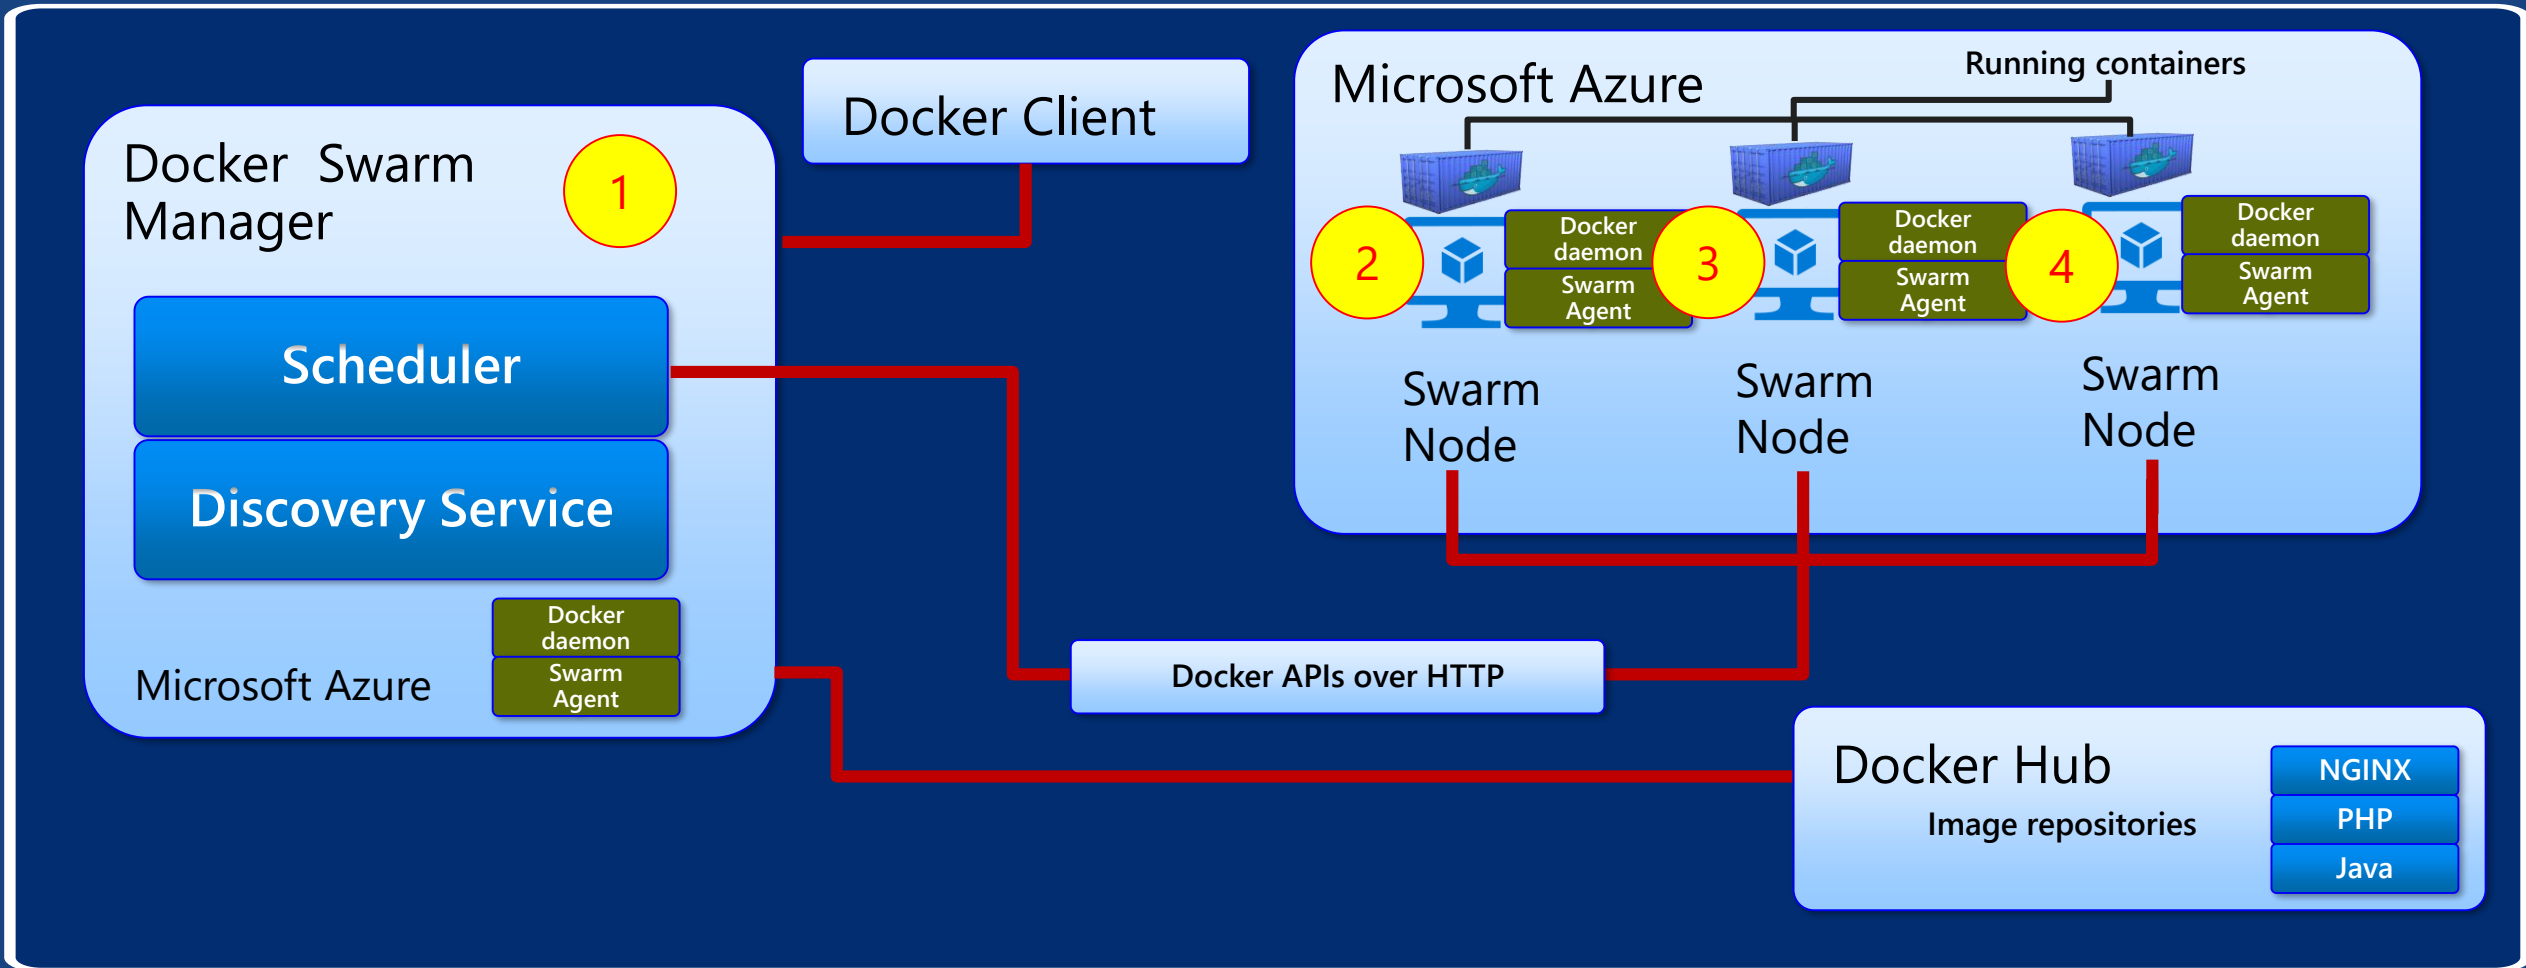 Docker Swarm
Manager
1
Scheduler
Discovery Service
Docker
daemon
Swarm
Agent
Microsoft Azure
Docker Client
Microsoft Azure
Running containers
2
Docker
daemon
Swarm
Agent
Swarm
Node
3
Docker
daemon
Swarm
Agent
Swarm
Node
4
Docker
daemon
Swarm
Agent
Swarm
Node
Docker APIs over HTTP
Docker Hub
Image repositories
NGINX
PHP
Java